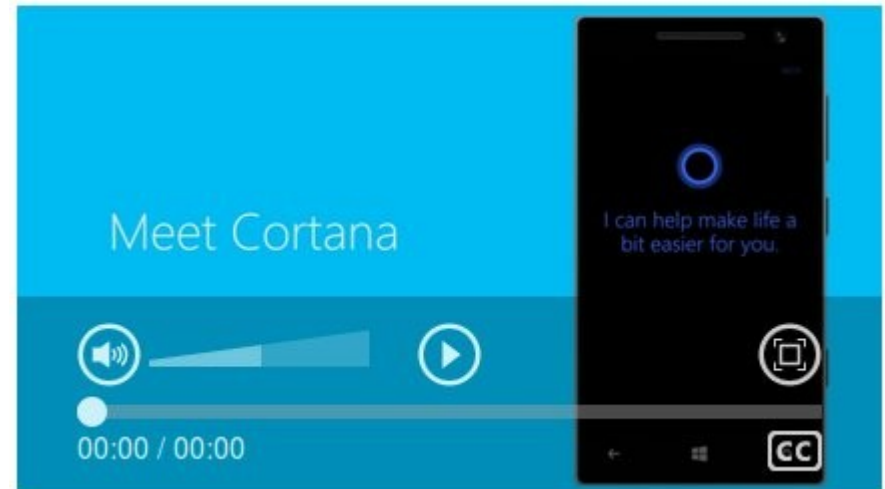 I can help make life a
bit easier for you.
Meet Cortana
00:00 / 00:00
CC